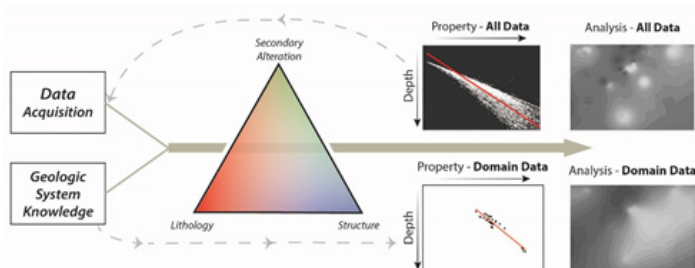 Secondary
Alteration
Property - All Data
Analysis - All Data
Data
Acquisition
Depth
Geologic
System
Knowledge
Property - Domain Data
Analysis - Domain Data
Depth
Lithology
Structure